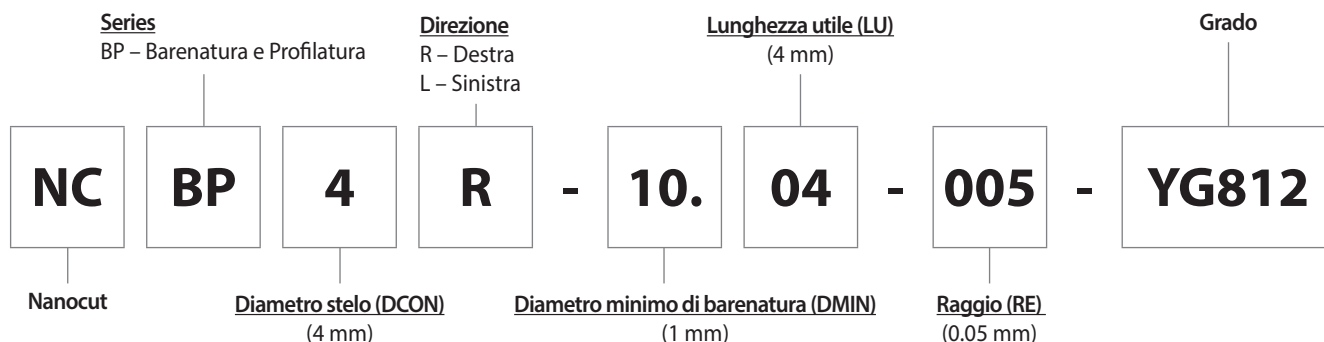 Series
BP – Barenatura e Profilatura
Direzione
R – Destra
L – Sinistra
Lunghezza utile (LU)
(4 mm)
Grado
NC BP 4 R - 10. 04 - 005 - YG812
Nanocut
Diametro stelo (DCON)
(4 mm)
Diametro minimo di barenatura (DMIN)
(1 mm)
Raggio (RE)
(0.05 mm)